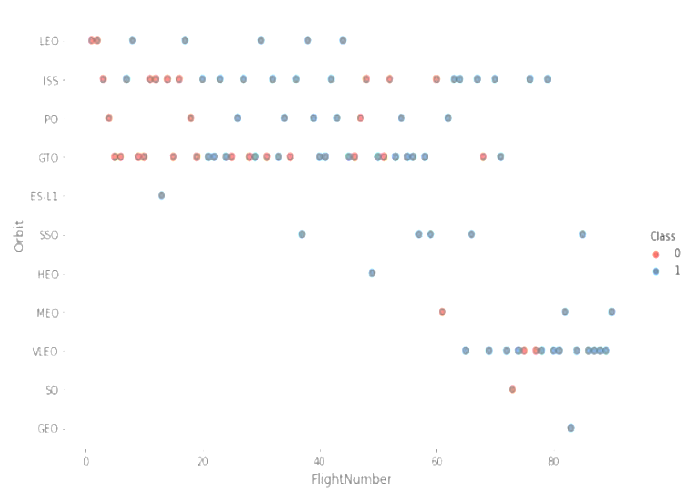 LEO
ISS
PO
GTO
ES-L1
SSO
HEO
MEO
VLEO
SO
GEO
Orbit
0 20 40 60 80
FlightNumber
Class
0
1